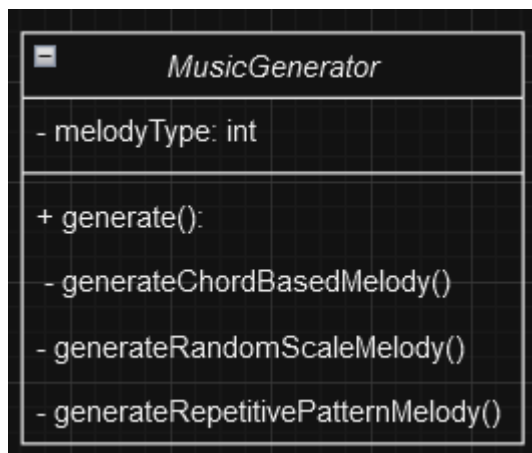 MusicGenerator
- melodyType: int
+ generate():
- generateChordBasedMelody()
- generateRandomScaleMelody()
- generateRepetitivePatternMelody()